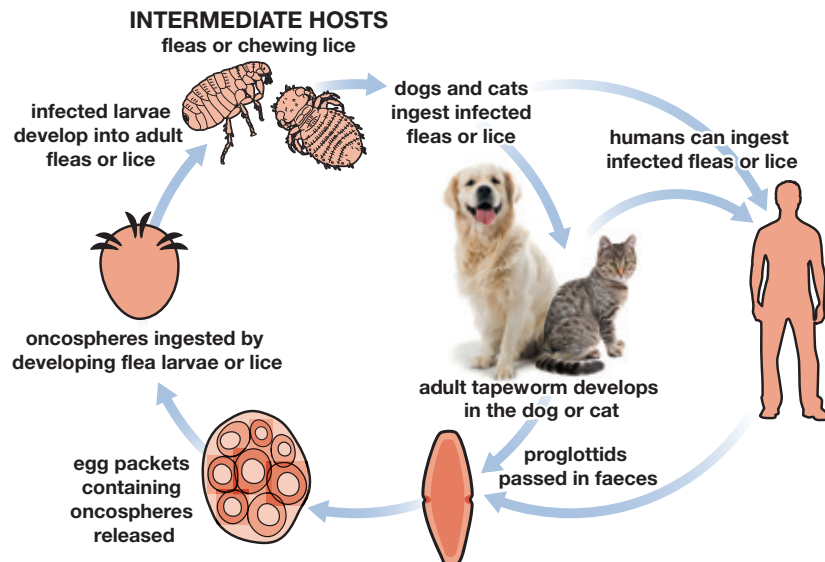 INTERMEDIATE HOSTS
fleas or chewing lice
dogs and cats
ingest infected
fleas or lice
humans can ingest
infected fleas or lice
infected larvae
develop into adult
fleas or lice
oncospheres ingested by
developing flea larvae or lice
adult tapeworm develops
in the dog or cat
proglottids
passed in faeces
egg packets
containing
oncospheres
released